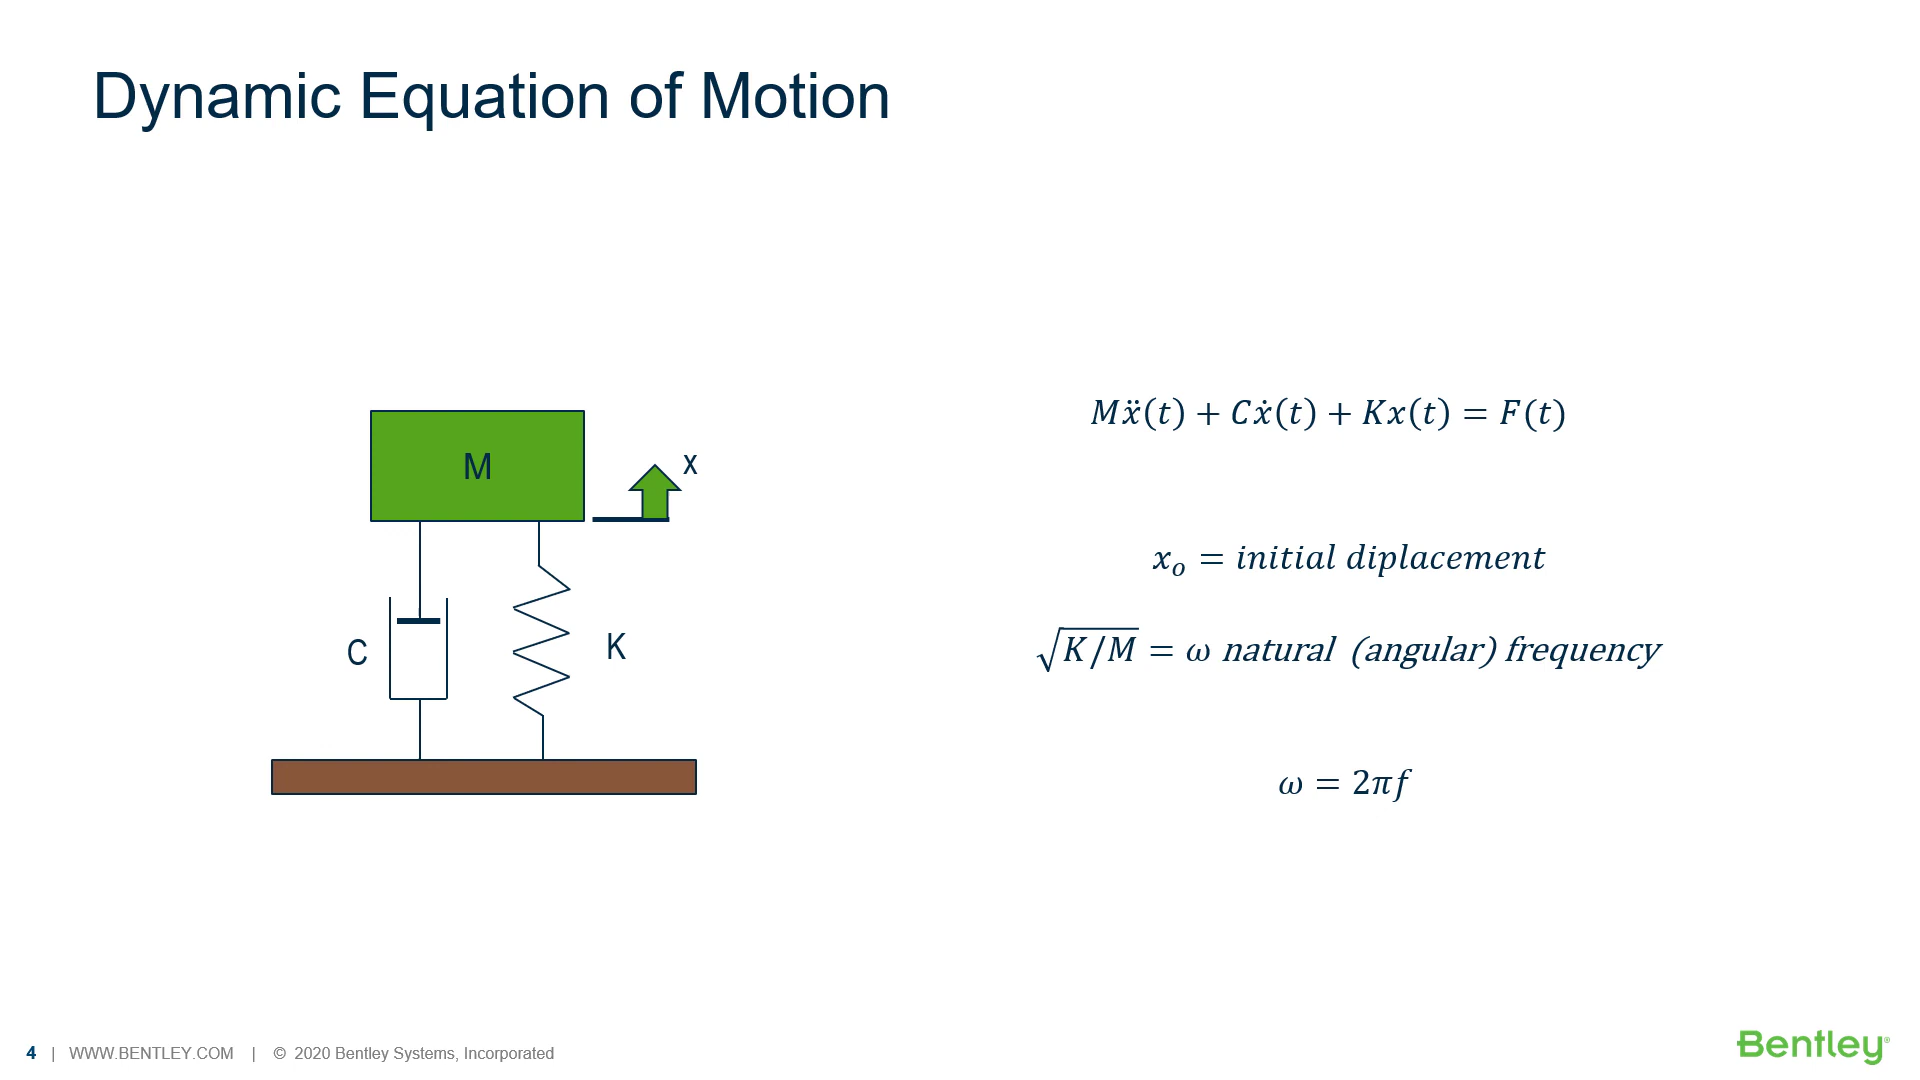 Dynamic Equation of Motion
M
x
C
K
Mẍ(t) + Cẋ(t) + Kx(t) = F(t)
xₒ = initial diplacement
√K/M = ω natural (angular) frequency
ω = 2πf
4 | WWW.BENTLEY.COM | © 2020 Bentley Systems, Incorporated
Bentley®